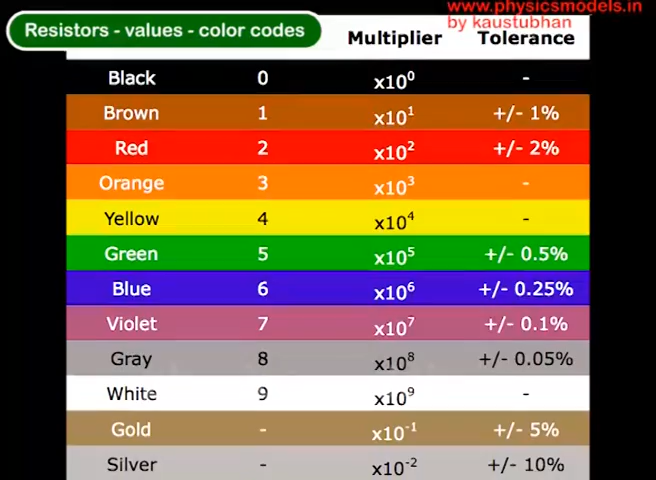 www.physicsmodels.in
by kaustubhan
Resistors - values - color codes
Multiplier Tolerance
Black 0 x10⁰ -
Brown 1 x10¹ +/- 1%
Red 2 x10² +/- 2%
Orange 3 x10³ -
Yellow 4 x10⁴ -
Green 5 x10⁵ +/- 0.5%
Blue 6 x10⁶ +/- 0.25%
Violet 7 x10⁷ +/- 0.1%
Gray 8 x10⁸ +/- 0.05%
White 9 x10⁹ -
Gold - x10⁻¹ +/- 5%
Silver - x10⁻² +/- 10%